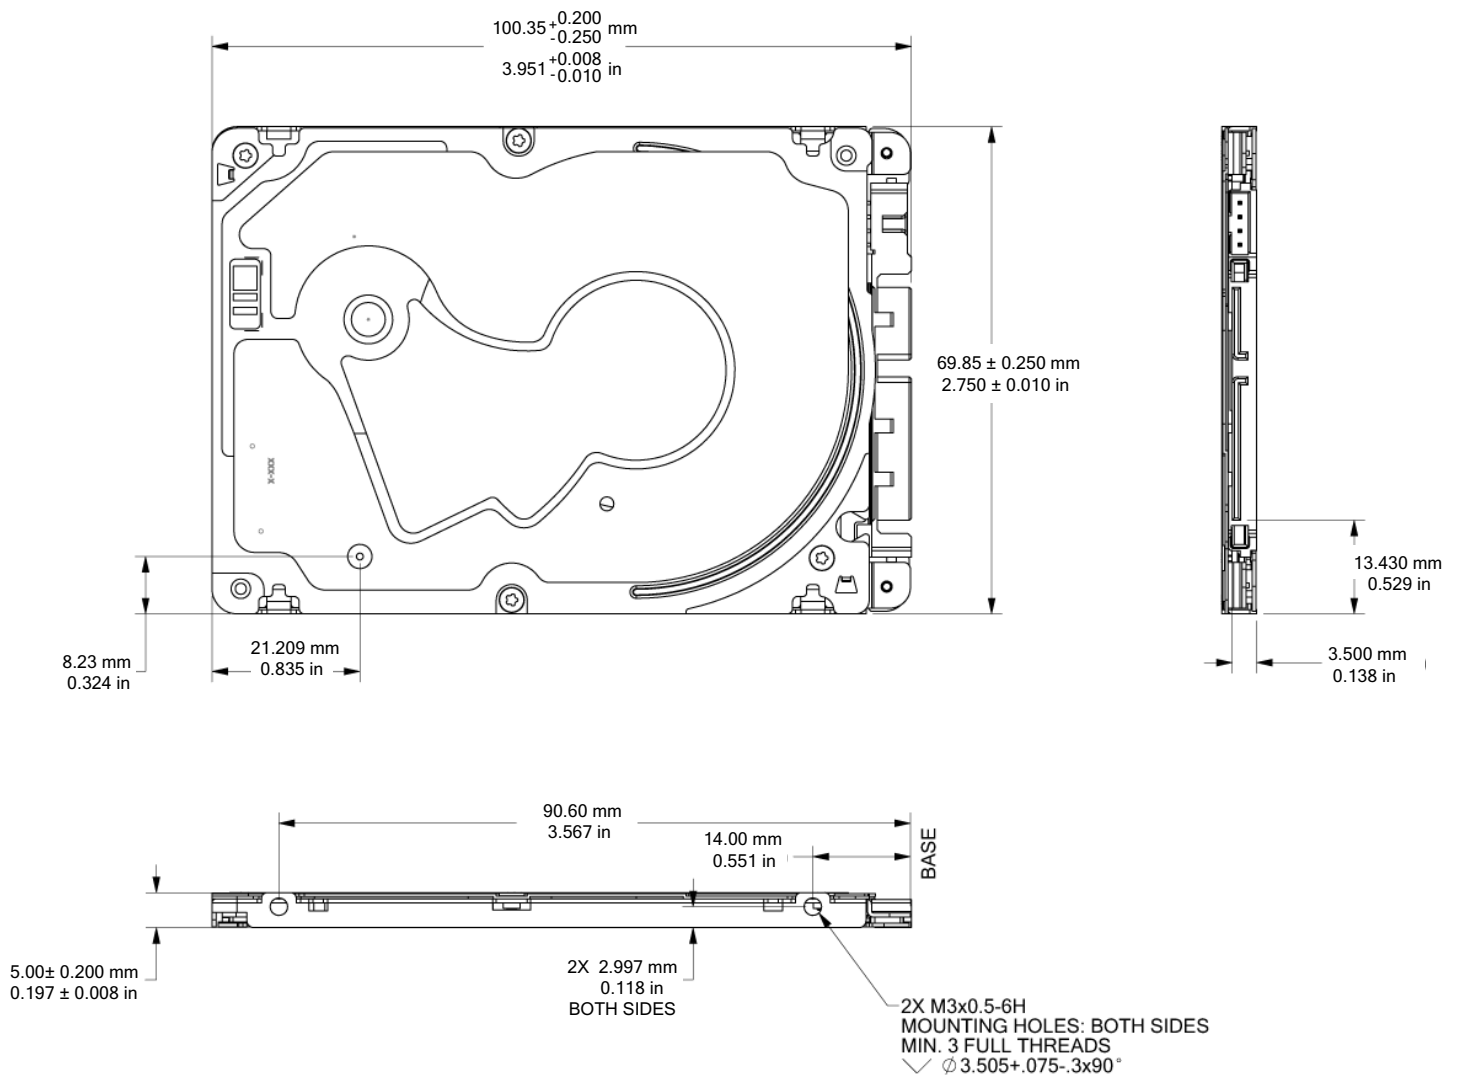 100.35 +0.200 -0.250 mm
3.951 +0.008 -0.010 in
69.85 ± 0.250 mm
2.750 ± 0.010 in
X-XXX
8.23 mm
0.324 in
21.209 mm
0.835 in
13.430 mm
0.529 in
3.500 mm
0.138 in
90.60 mm
3.567 in
14.00 mm
0.551 in
BASE
5.00± 0.200 mm
0.197 ± 0.008 in
2X 2.997 mm
0.118 in
BOTH SIDES
2X M3x0.5-6H
MOUNTING HOLES: BOTH SIDES
MIN. 3 FULL THREADS
⌵ ∅3.505+.075-.3x90°